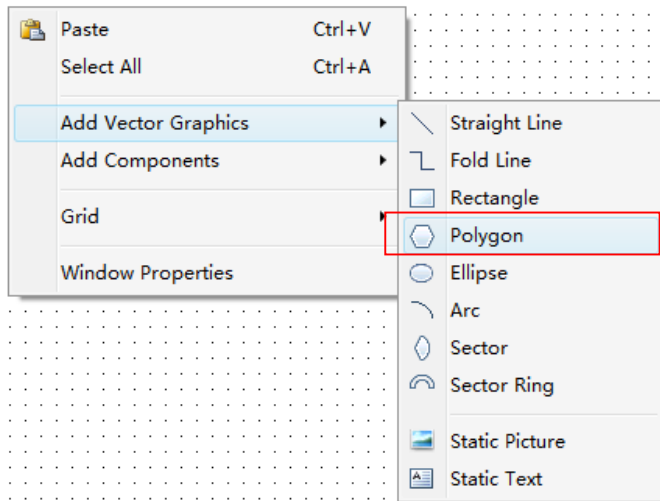 Paste Ctrl+V
Select All Ctrl+A
Add Vector Graphics
Add Components
Grid
Window Properties
Straight Line
Fold Line
Rectangle
Polygon
Ellipse
Arc
Sector
Sector Ring
Static Picture
Static Text